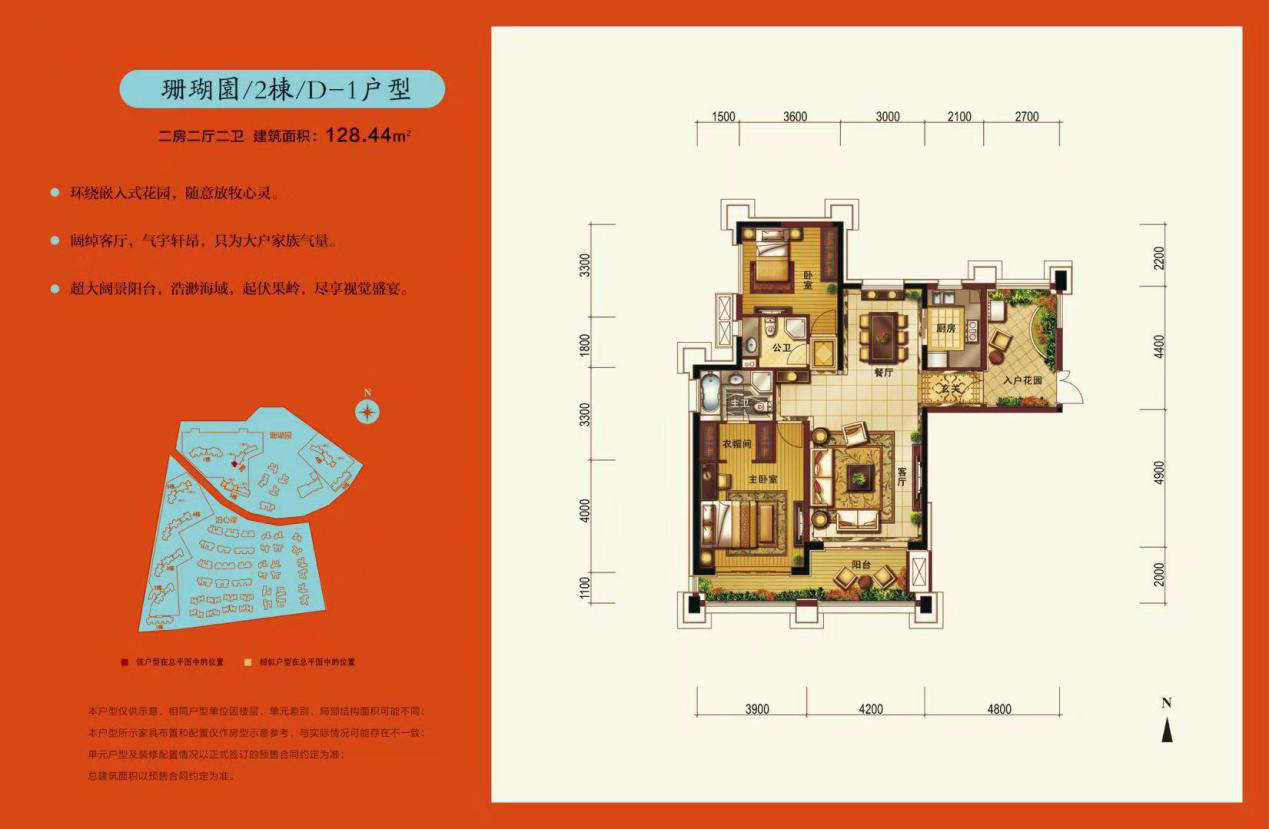 珊瑚園/2棟/D-1户型
二房二厅二卫 建筑面积：128.44m²
环绕嵌入式花园，随意放牧心灵。
阔绰客厅，气宇轩昂，只为大户家族气量。
超大阔景阳台，浩渺海域，起伏果岭，尽享视觉盛宴。
N
珊瑚园
泊心岸
该户型在总平图中的位置 相似户型在总平图中的位置
本户型仅供示意，相同户型单位因楼层、单元差别，局部结构面积可能不同；
本户型所示家具布置和配置仅作房型示意参考，与实际情况可能存在不一致；
单元户型及装修配置情况以正式签订的预售合同约定为准；
总建筑面积以预售合同约定为准。
1500 3600 3000 2100 2700
3300
1800
3300
4000
1100
卧室
公卫
厨房
餐厅
玄关
入户花园
主卫
衣帽间
主卧室
客厅
阳台
2200
4400
4900
2000
3900 4200 4800
N